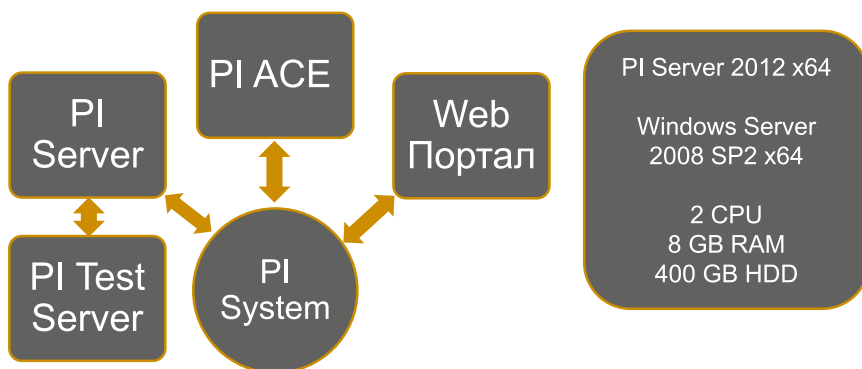 PI ACE
PI
Server
Web
Портал
PI Test
Server
PI
System
PI Server 2012 x64
Windows Server
2008 SP2 x64
2 CPU
8 GB RAM
400 GB HDD